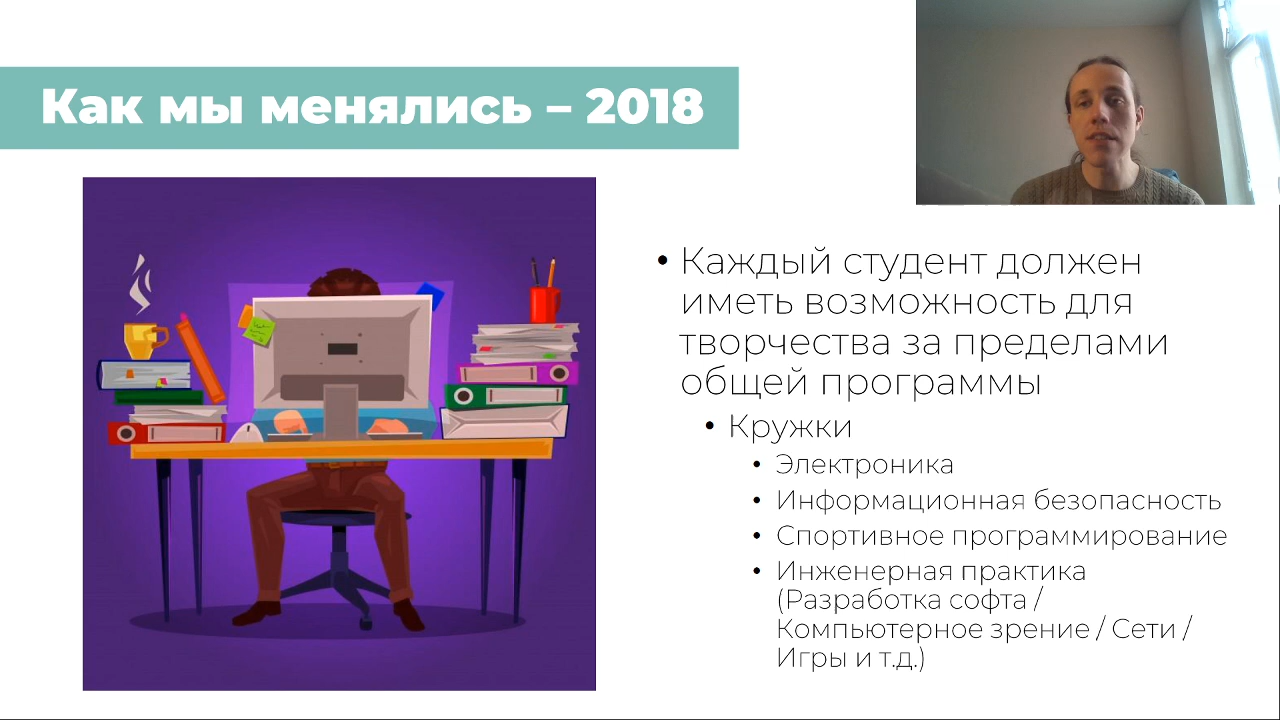 Как мы менялись – 2018
• Каждый студент должен
иметь возможность для
творчества за пределами
общей программы
• Кружки
• Электроника
• Информационная безопасность
• Спортивное программирование
• Инженерная практика
(Разработка софта /
Компьютерное зрение / Сети /
Игры и т.д.)